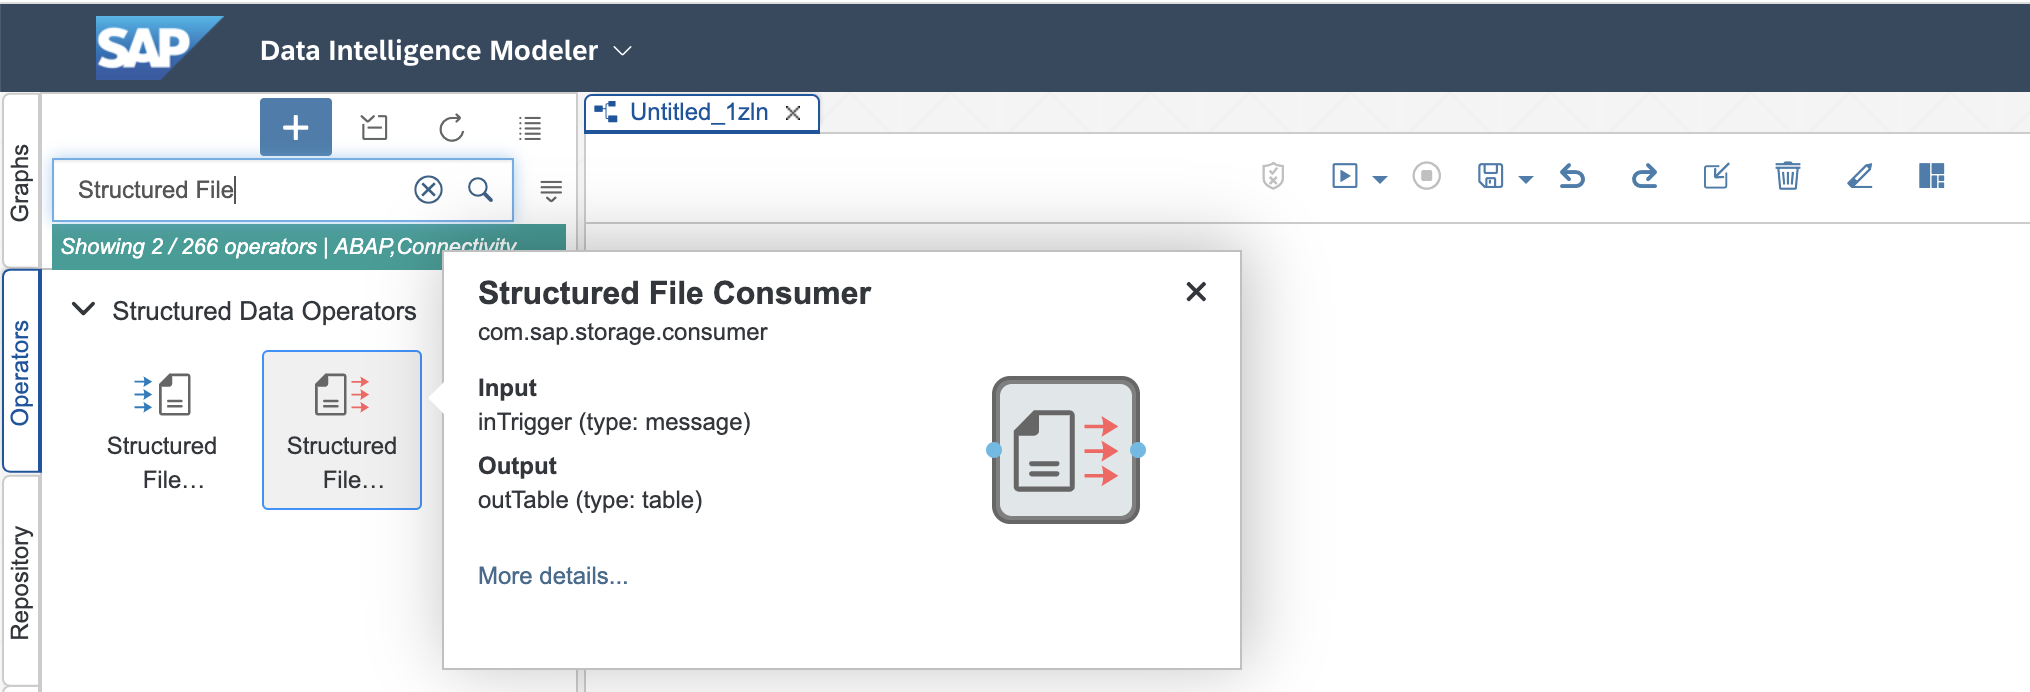 SAP
Data Intelligence Modeler
Graphs
Operators
Repository
Untitled_1zln
Structured File
Showing 2 / 266 operators | ABAP,Connectivity
Structured Data Operators
Structured
File...
Structured
File...
Structured File Consumer
com.sap.storage.consumer
Input
inTrigger (type: message)
Output
outTable (type: table)
More details...